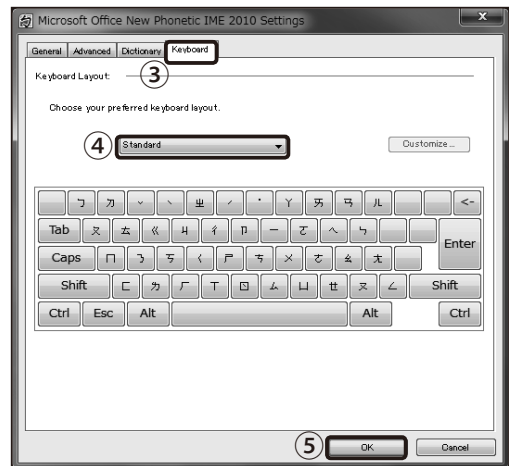 Microsoft Office New Phonetic IME 2010 Settings x
General Advanced Dictionary Keyboard
③
Keyboard Layout:
Choose your preferred keyboard layout.
④ Standard Customize...
ㄅ ㄉ ˇ ˋ ㄓ ˊ ˙ ㄚ ㄞ ㄢ ㄦ <-
Tab ㄆ ㄊ ㄍ ㄐ ㄔ ㄗ ㄧ ㄛ ㄟ ㄣ
Enter
Caps ㄇ ㄋ ㄎ ㄑ ㄕ ㄘ ㄨ ㄜ ㄠ ㄤ
Shift ㄈ ㄌ ㄏ ㄒ ㄖ ㄙ ㄩ ㄝ ㄡ ㄥ Shift
Ctrl Esc Alt Alt Ctrl
⑤ OK Cancel